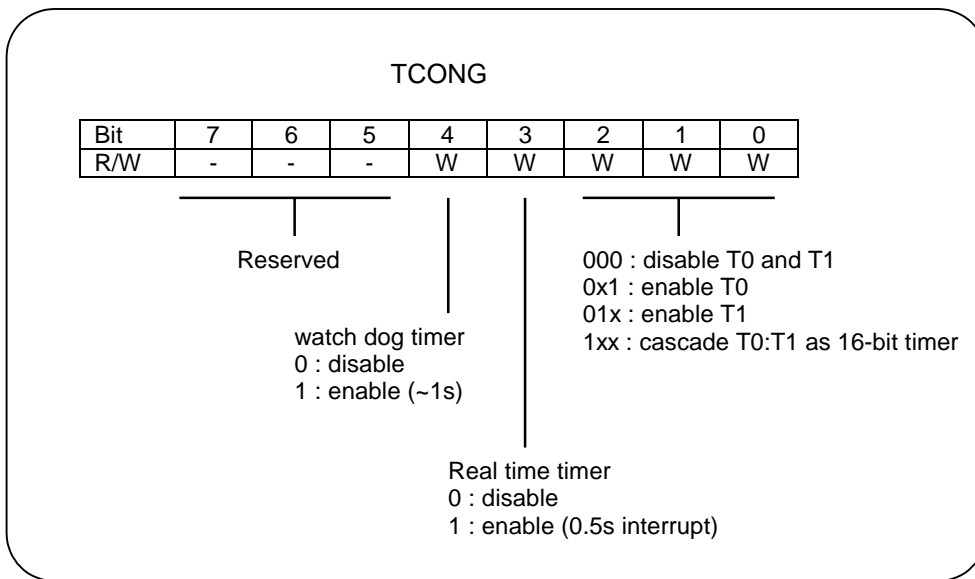 TCONG
Bit 7 6 5 4 3 2 1 0
R/W - - - W W W W W
Reserved
000 : disable T0 and T1
0x1 : enable T0
01x : enable T1
1xx : cascade T0:T1 as 16-bit timer
watch dog timer
0 : disable
1 : enable (~1s)
Real time timer
0 : disable
1 : enable (0.5s interrupt)